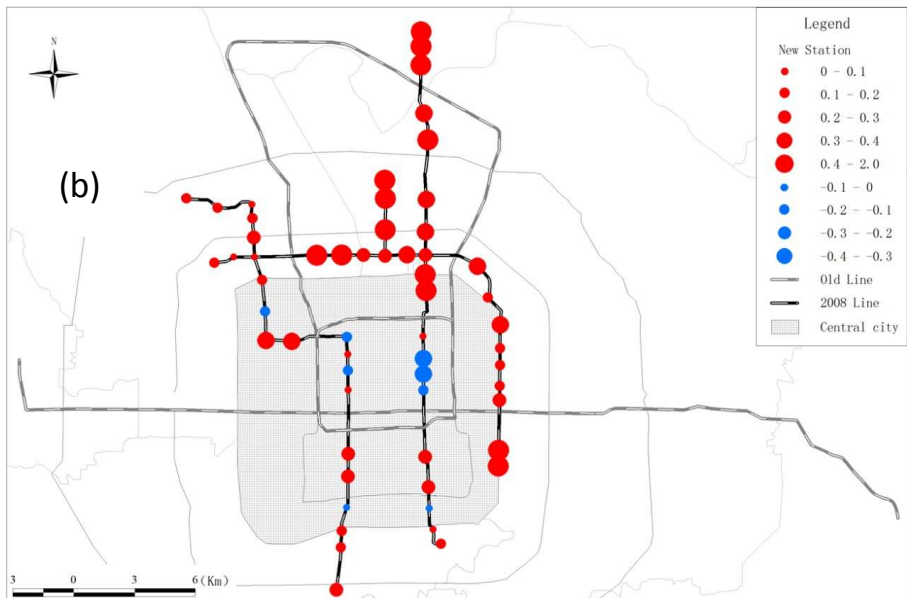 N
(b)
Legend
New Station
0 - 0.1
0.1 - 0.2
0.2 - 0.3
0.3 - 0.4
0.4 - 2.0
-0.1 - 0
-0.2 - -0.1
-0.3 - -0.2
-0.4 - -0.3
Old Line
2008 Line
Central city
3 0 3 6(Km)